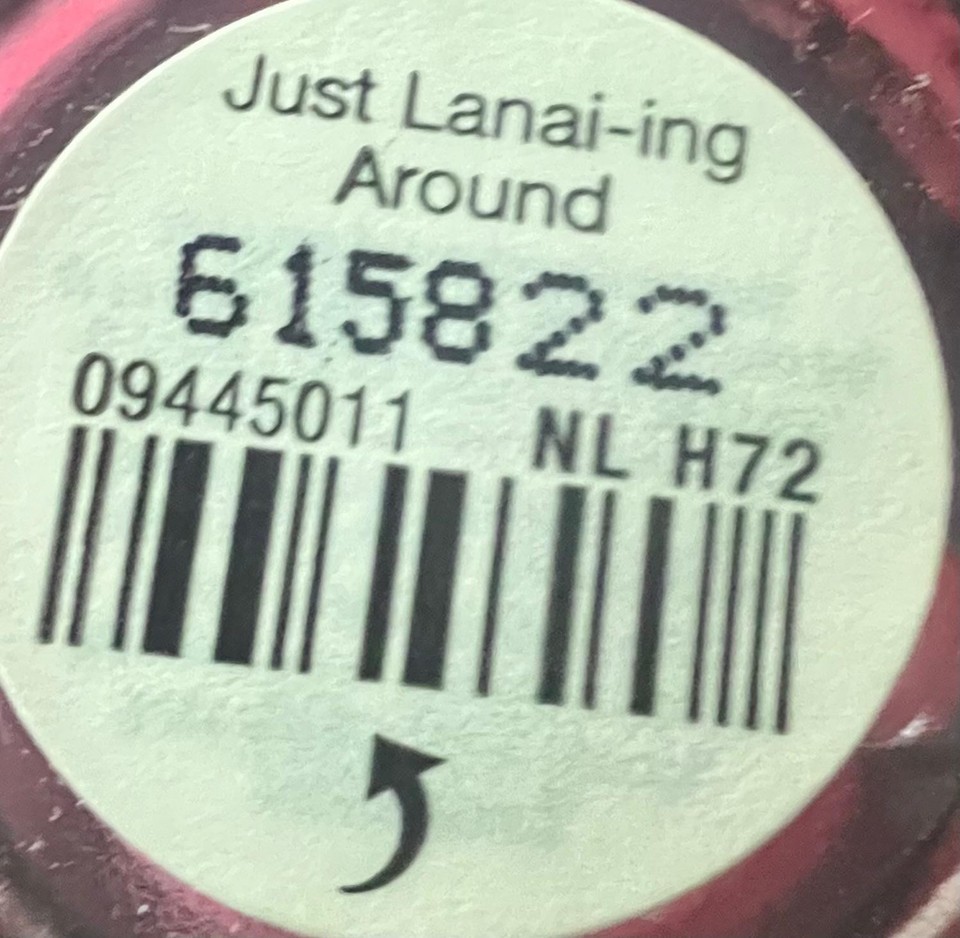 Just Lanai-ing
Around
615822
09445011 NL H72